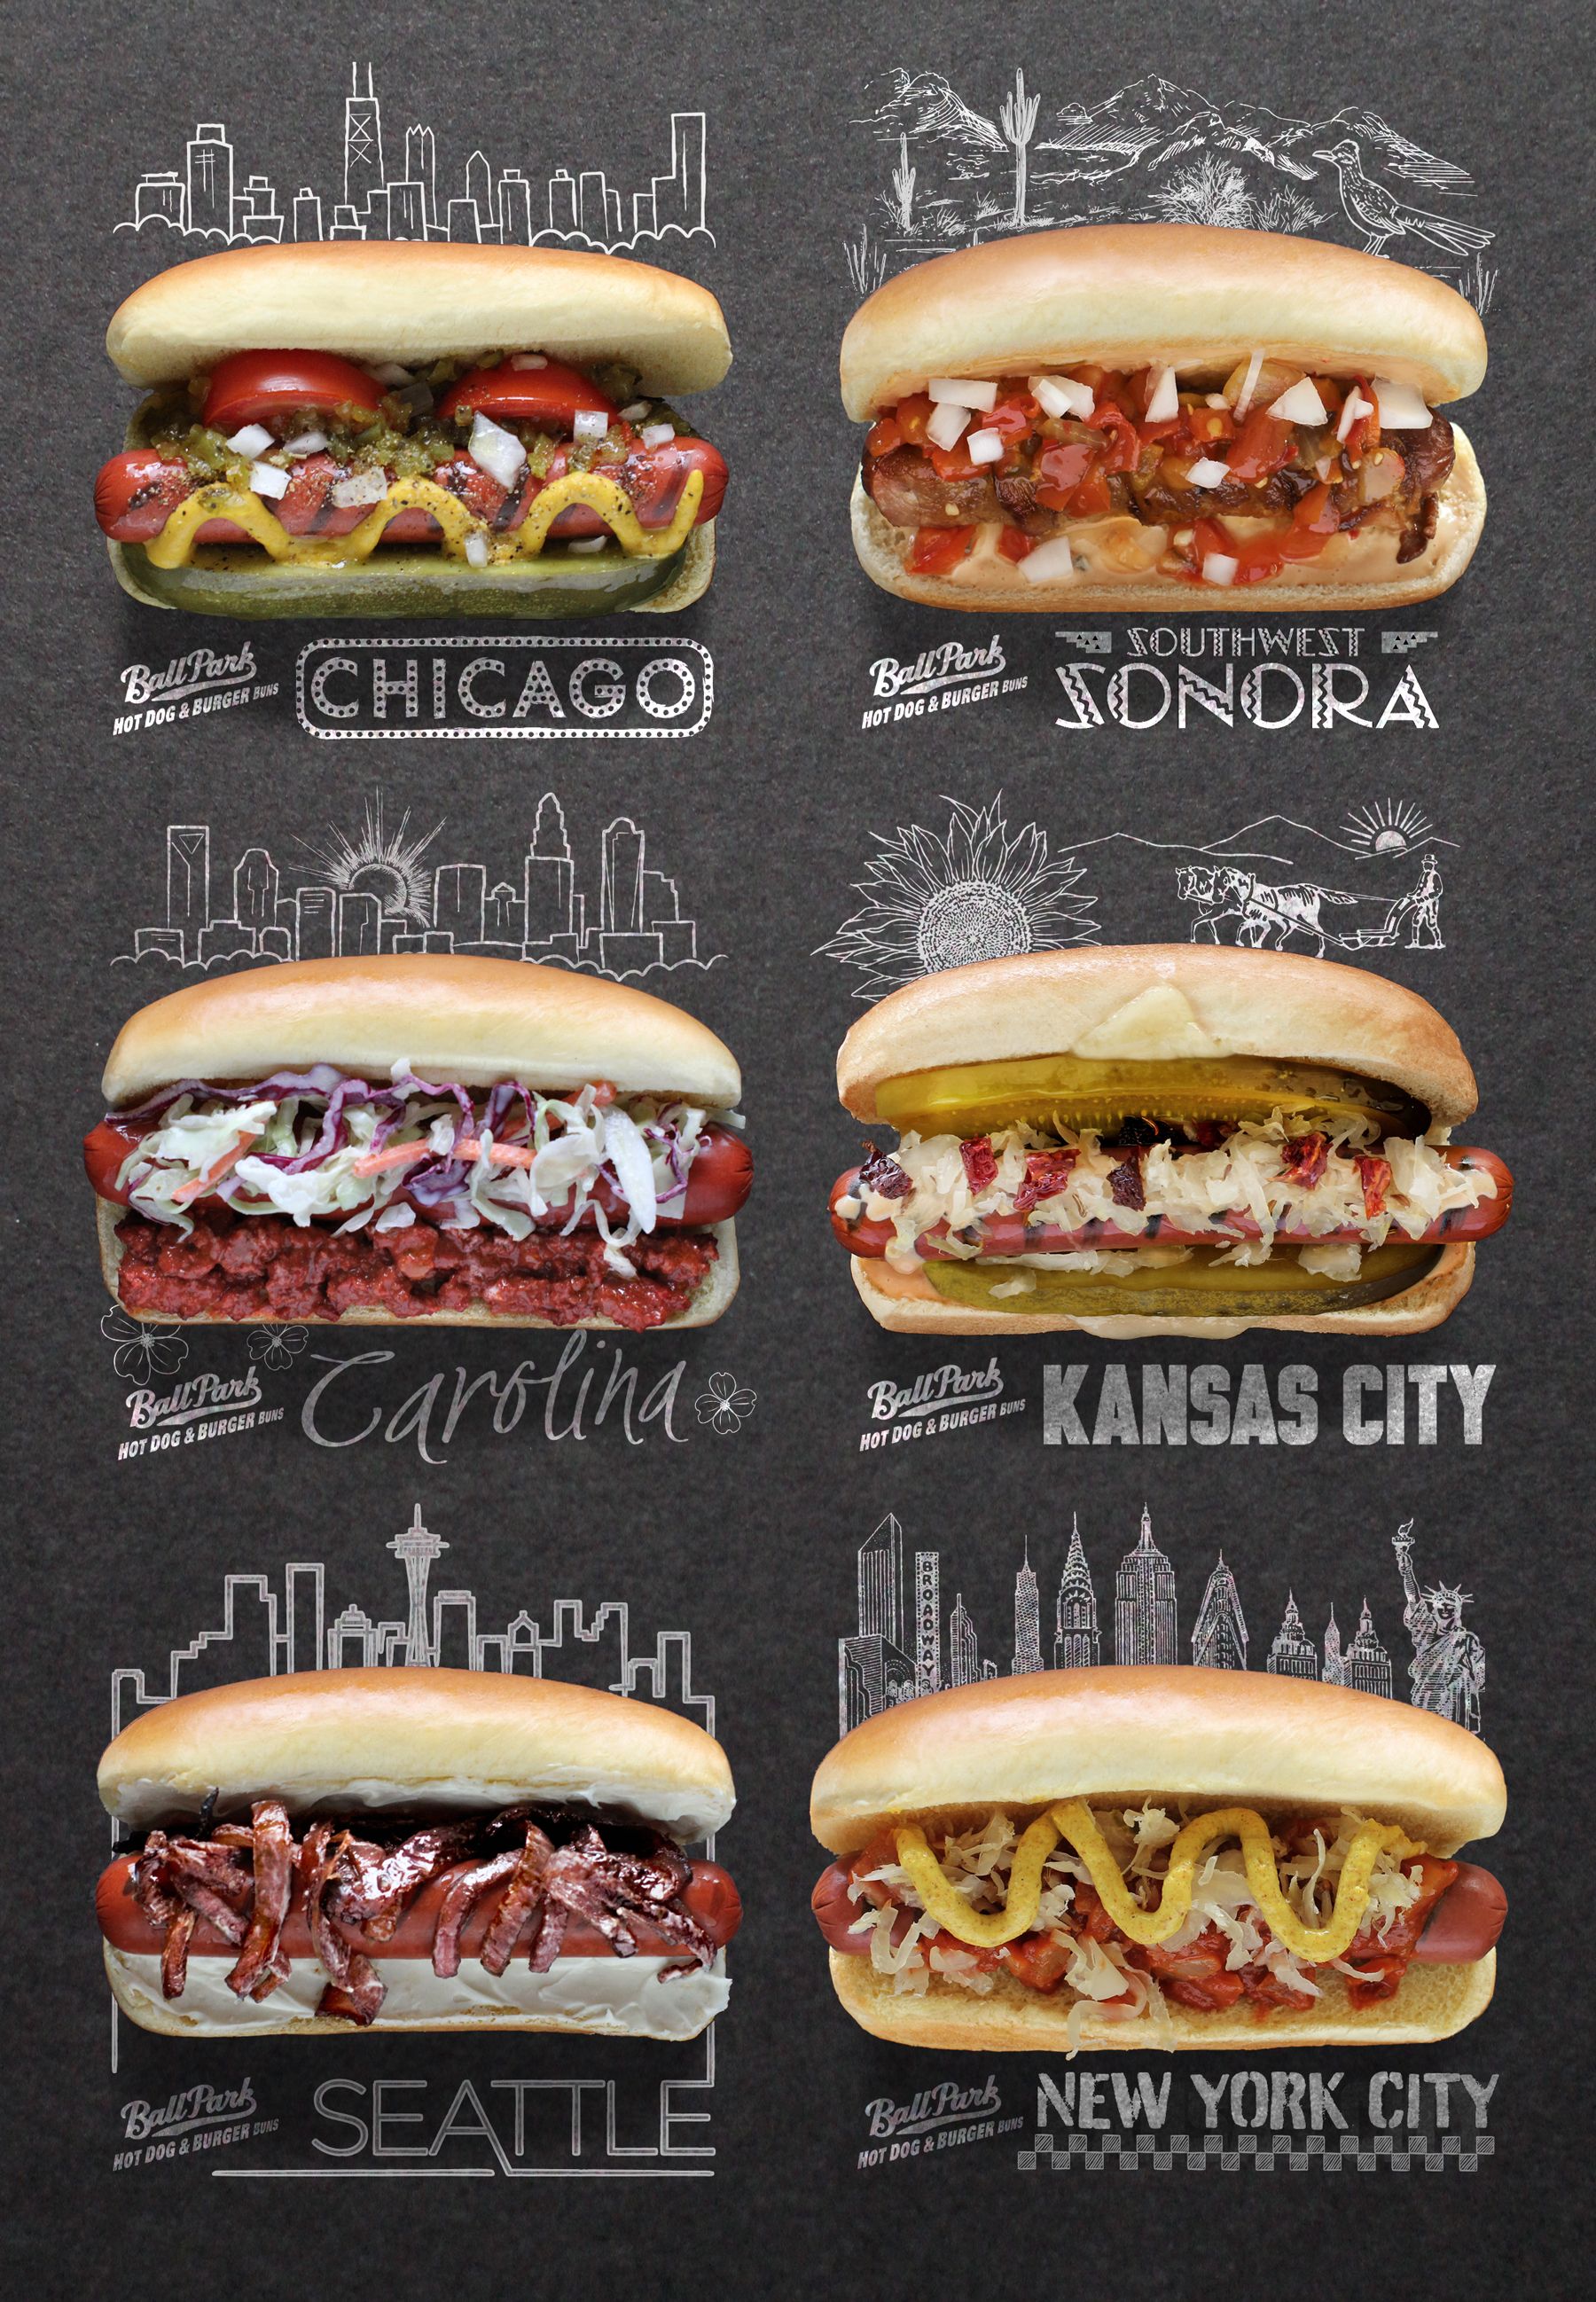 Ball Park
HOT DOG & BURGER BUNS
CHICAGO
Ball Park
HOT DOG & BURGER BUNS
SOUTHWEST
SONORA
Ball Park
HOT DOG & BURGER BUNS
Carolina
Ball Park
HOT DOG & BURGER BUNS
KANSAS CITY
Ball Park
HOT DOG & BURGER BUNS
SEATTLE
BROADWAY
Ball Park
HOT DOG & BURGER BUNS
NEW YORK CITY